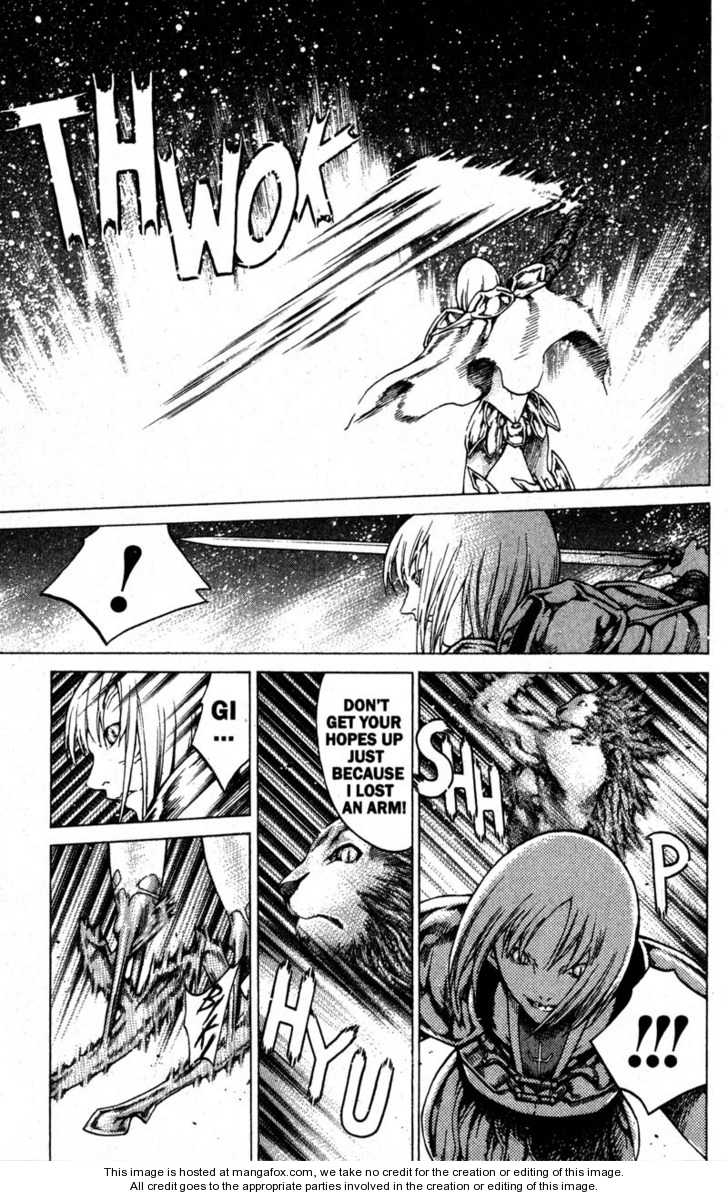 THWOK
!
SHH
P
!!!
DON'T
GET YOUR
HOPES UP
JUST
BECAUSE
I LOST
AN ARM!
HYU
GI
...
This image is hosted at mangafox.com, we take no credit for the creation or editing of this image.
All credit goes to the appropriate parties involved in the creation or editing of this image.